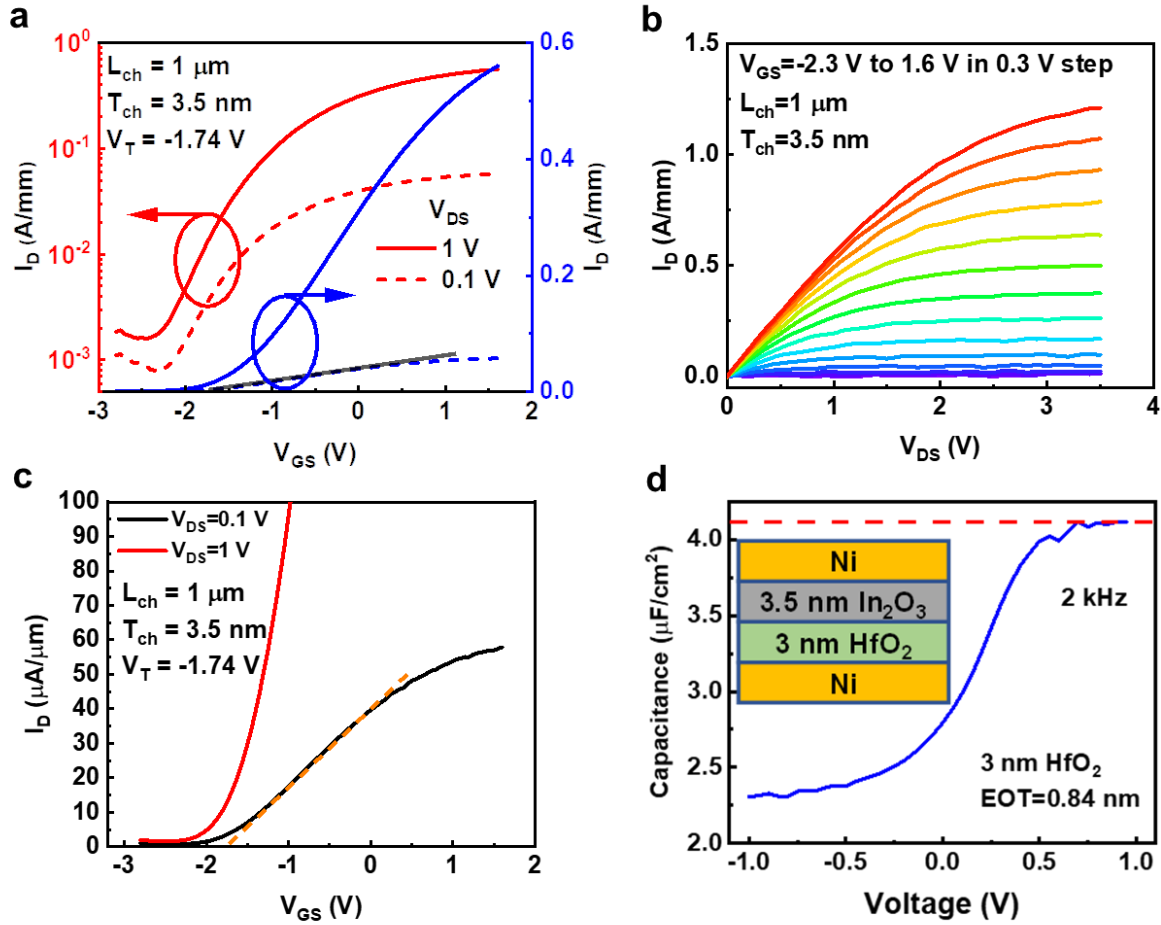 a
10⁰
10⁻¹
10⁻²
10⁻³
I_D (A/mm)
L_ch = 1 μm
T_ch = 3.5 nm
V_T = -1.74 V
V_DS
1 V
0.1 V
0.6
0.4
0.2
0.0
I_D (A/mm)
-3 -2 -1 0 1 2
V_GS (V)
b
1.5
1.0
0.5
0.0
I_D (A/mm)
V_GS=-2.3 V to 1.6 V in 0.3 V step
L_ch=1 μm
T_ch=3.5 nm
0 1 2 3 4
V_DS (V)
c
100
90
80
70
60
50
40
30
20
10
0
I_D (μA/μm)
V_DS=0.1 V
V_DS=1 V
L_ch = 1 μm
T_ch = 3.5 nm
V_T = -1.74 V
-3 -2 -1 0 1 2
V_GS (V)
d
4.0
3.5
3.0
2.5
2.0
Capacitance (μF/cm²)
Ni
3.5 nm In₂O₃
3 nm HfO₂
Ni
2 kHz
3 nm HfO₂
EOT=0.84 nm
-1.0 -0.5 0.0 0.5 1.0
Voltage (V)